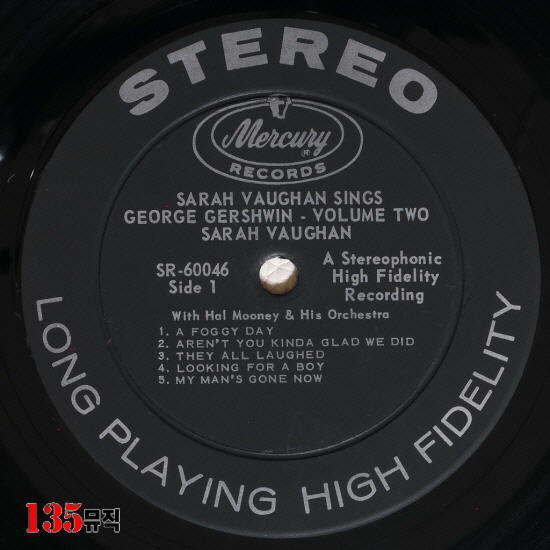 STEREO
Mercury®
RECORDS
SARAH VAUGHAN SINGS
GEORGE GERSHWIN - VOLUME TWO
SARAH VAUGHAN
SR-60046
Side 1
A Stereophonic
High Fidelity
Recording
With Hal Mooney & His Orchestra
1. A FOGGY DAY
2. AREN'T YOU KINDA GLAD WE DID
3. THEY ALL LAUGHED
4. LOOKING FOR A BOY
5. MY MAN'S GONE NOW
LONG PLAYING HIGH FIDELITY
135뮤직